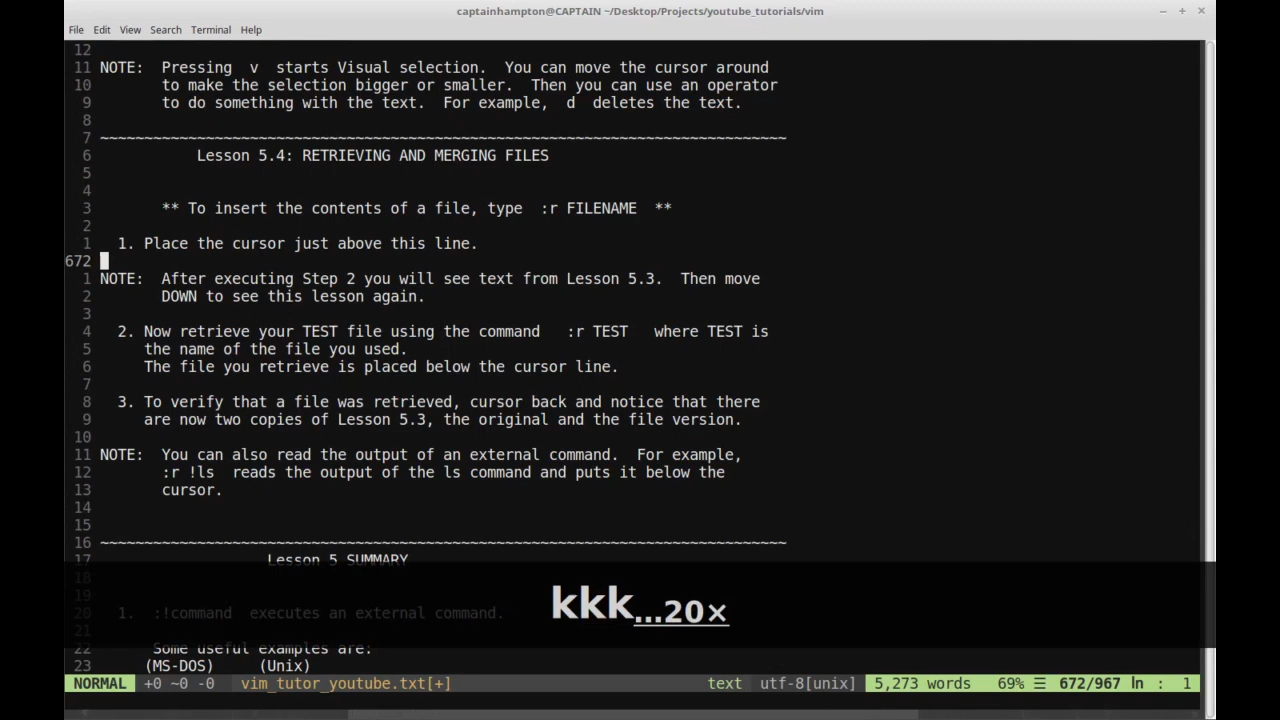 captainhampton@CAPTAIN ~/Desktop/Projects/youtube_tutorials/vim
File Edit View Search Terminal Help
12
11 NOTE: Pressing v starts Visual selection. You can move the cursor around
10 to make the selection bigger or smaller. Then you can use an operator
9 to do something with the text. For example, d deletes the text.
8
7 ~~~~~~~~~~~~~~~~~~~~~~~~~~~~~~~~~~~~~~~~~~~~~~~~~~~~~~~~~~~~~~~~~~~~~~~~~~~~~~
6 Lesson 5.4: RETRIEVING AND MERGING FILES
5
4
3 ** To insert the contents of a file, type :r FILENAME **
2
1 1. Place the cursor just above this line.
672
1 NOTE: After executing Step 2 you will see text from Lesson 5.3. Then move
2 DOWN to see this lesson again.
3
4 2. Now retrieve your TEST file using the command :r TEST where TEST is
5 the name of the file you used.
6 The file you retrieve is placed below the cursor line.
7
8 3. To verify that a file was retrieved, cursor back and notice that there
9 are now two copies of Lesson 5.3, the original and the file version.
10
11 NOTE: You can also read the output of an external command. For example,
12 :r !ls reads the output of the ls command and puts it below the
13 cursor.
14
15
16 ~~~~~~~~~~~~~~~~~~~~~~~~~~~~~~~~~~~~~~~~~~~~~~~~~~~~~~~~~~~~~~~~~~~~~~~~~~~~~~
17 Lesson 5 SUMMARY
18
19
kkk...20×
20 1. :!command executes an external command.
21
22 Some useful examples are:
23 (MS-DOS) (Unix)
NORMAL +0 ~0 -0 vim_tutor_youtube.txt[+] text utf-8[unix] 5,273 words 69% ☰ 672/967 ln : 1